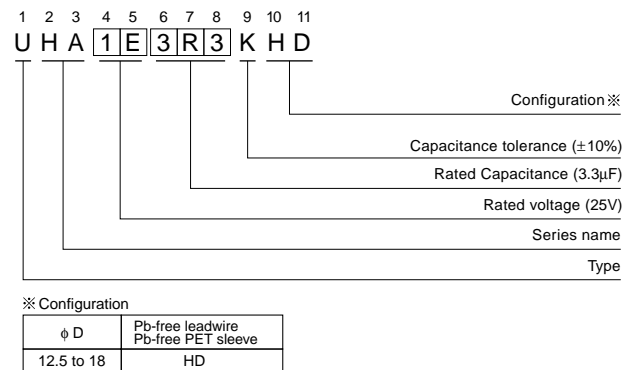 1 2 3 4 5 6 7 8 9 10 11
U H A 1 E 3 R 3 K H D
Configuration※
Capacitance tolerance (±10%)
Rated Capacitance (3.3µF)
Rated voltage (25V)
Series name
Type
※ Configuration
ϕ D
Pb-free leadwire
Pb-free PET sleeve
12.5 to 18
HD